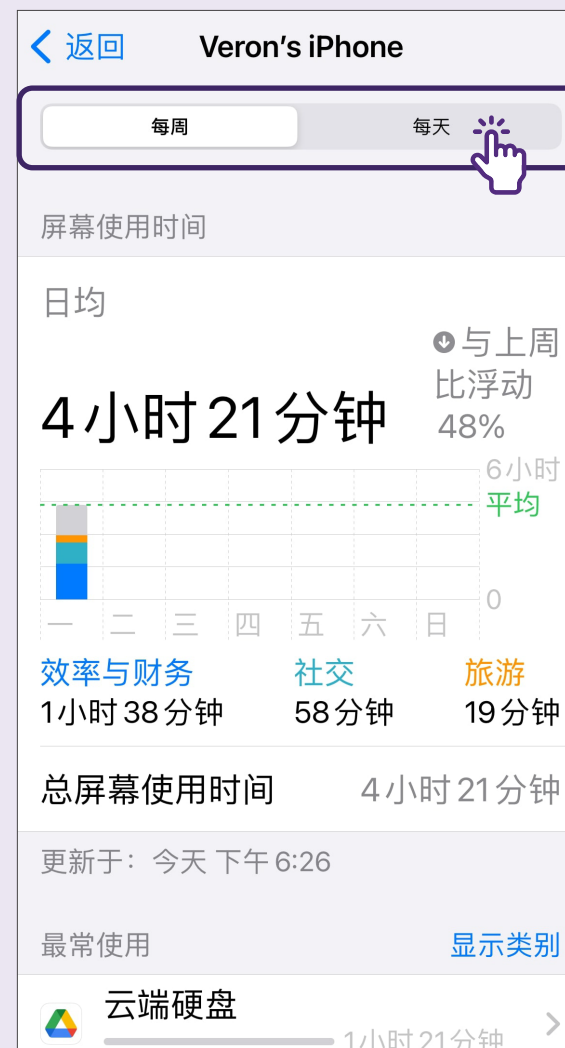 返回 Veron's iPhone
每周 每天
屏幕使用时间
日均
与上周
比浮动
48%
4小时21分钟
6小时
平均
0
一 二 三 四 五 六 日
效率与财务 社交 旅游
1小时38分钟 58分钟 19分钟
总屏幕使用时间 4小时21分钟
更新于：今天 下午6:26
最常使用 显示类别
云端硬盘
1小时21分钟